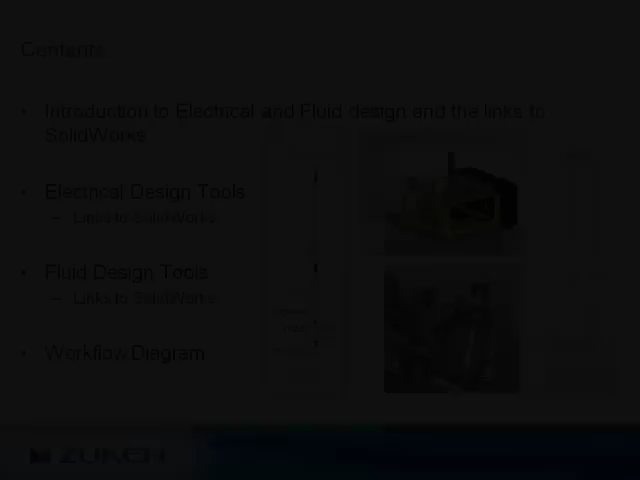 Contents
• Introduction to Electrical and Fluid design and the links to
SolidWorks
• Electrical Design Tools
– Links to SolidWorks
• Fluid Design Tools
– Links to SolidWorks
• Workflow Diagram
ZUKEN